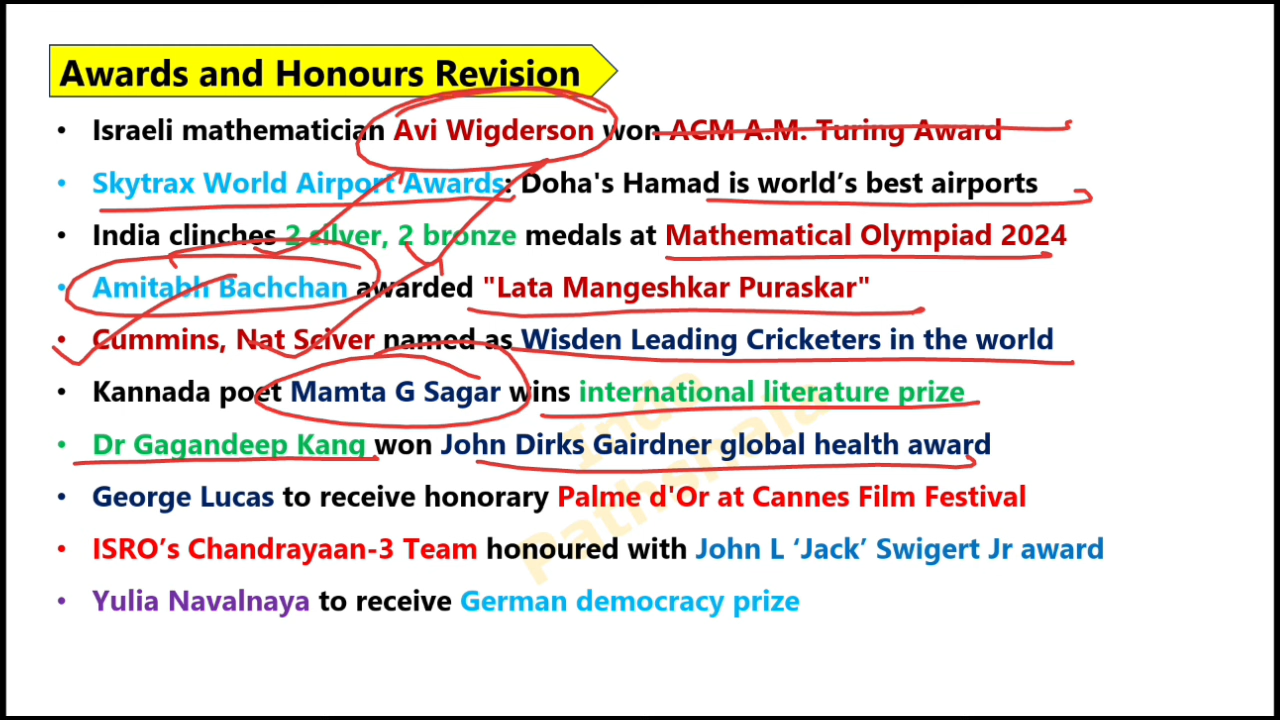 Awards and Honours Revision
• Israeli mathematician Avi Wigderson won ACM A.M. Turing Award
• Skytrax World Airport Awards: Doha's Hamad is world’s best airports
• India clinches 2 silver, 2 bronze medals at Mathematical Olympiad 2024
• Amitabh Bachchan awarded "Lata Mangeshkar Puraskar"
• Cummins, Nat Sciver named as Wisden Leading Cricketers in the world
• Kannada poet Mamta G Sagar wins international literature prize
• Dr Gagandeep Kang won John Dirks Gairdner global health award
• George Lucas to receive honorary Palme d'Or at Cannes Film Festival
• ISRO’s Chandrayaan-3 Team honoured with John L ‘Jack’ Swigert Jr award
• Yulia Navalnaya to receive German democracy prize
Indo
Pathshala